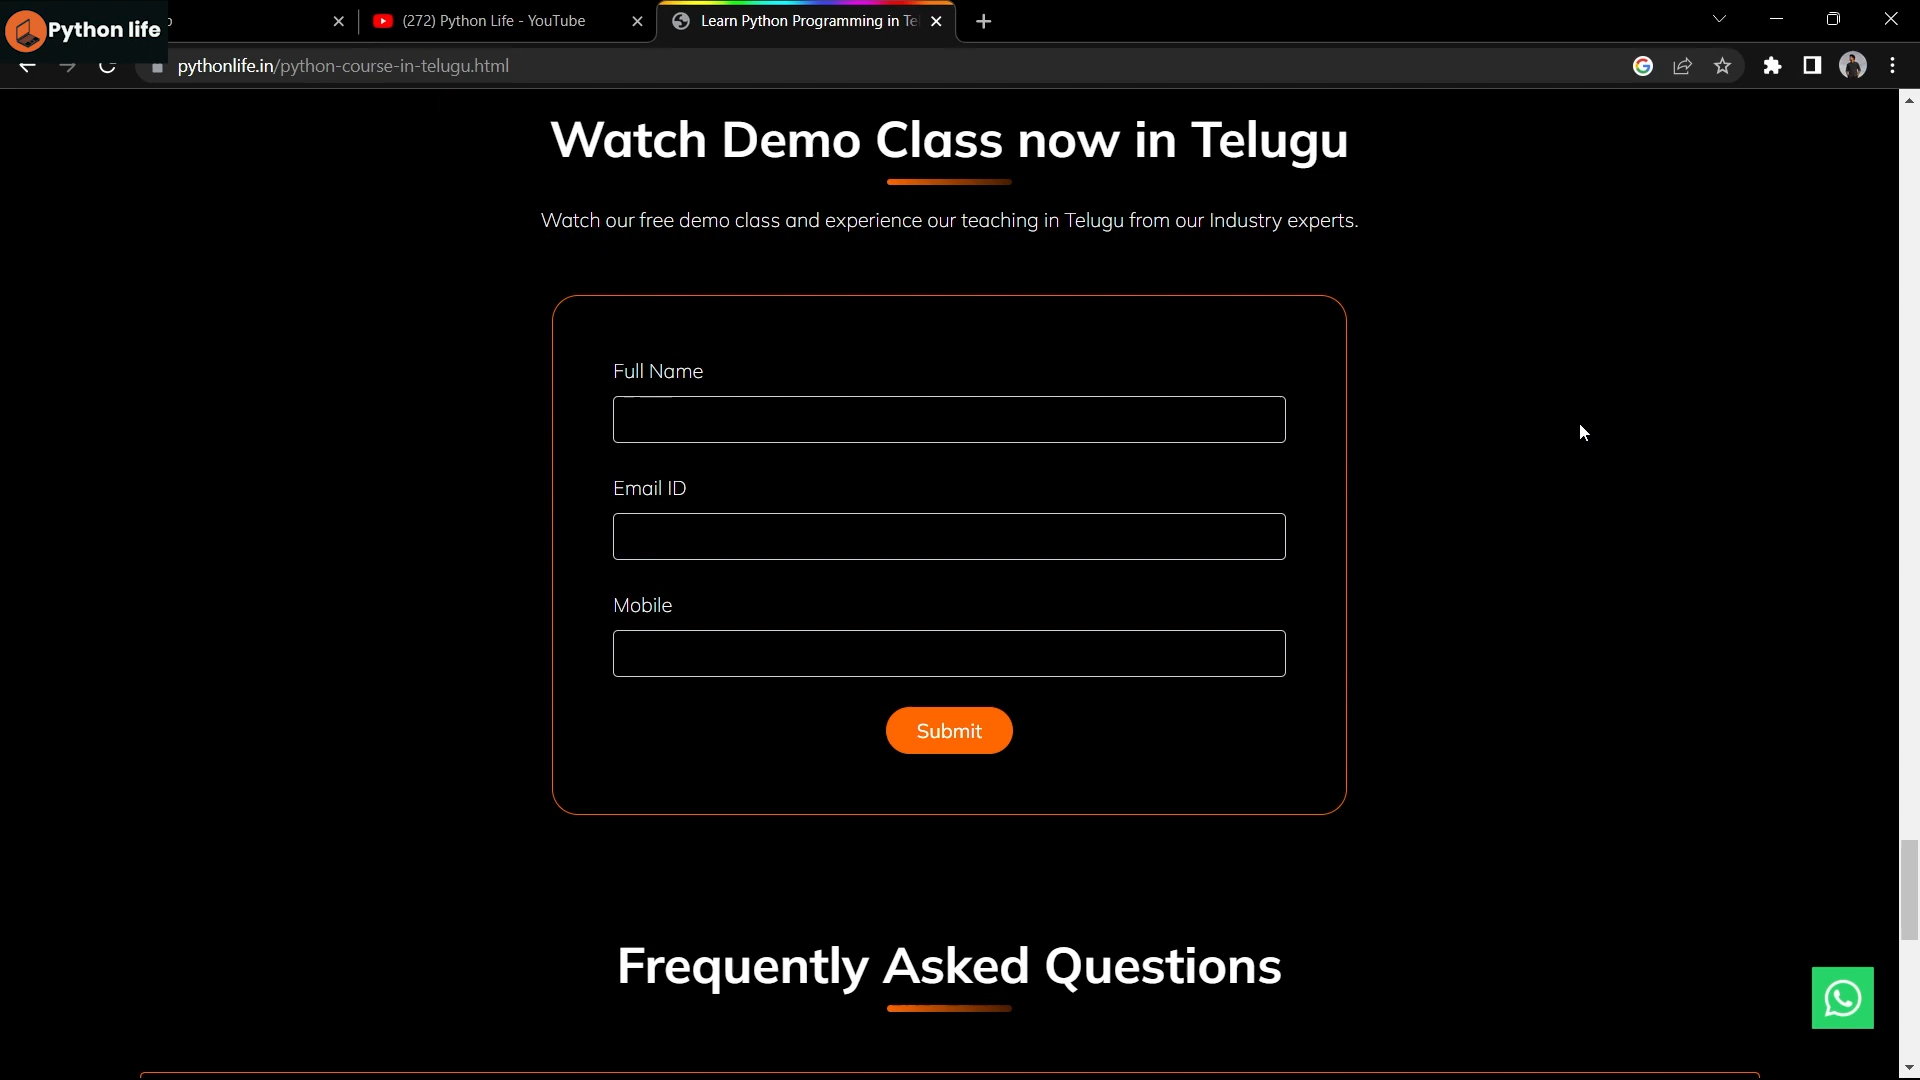 Python life
(272) Python Life - YouTube
Learn Python Programming in Te
pythonlife.in/python-course-in-telugu.html
Watch Demo Class now in Telugu
Watch our free demo class and experience our teaching in Telugu from our Industry experts.
Full Name
Email ID
Mobile
Submit
Frequently Asked Questions